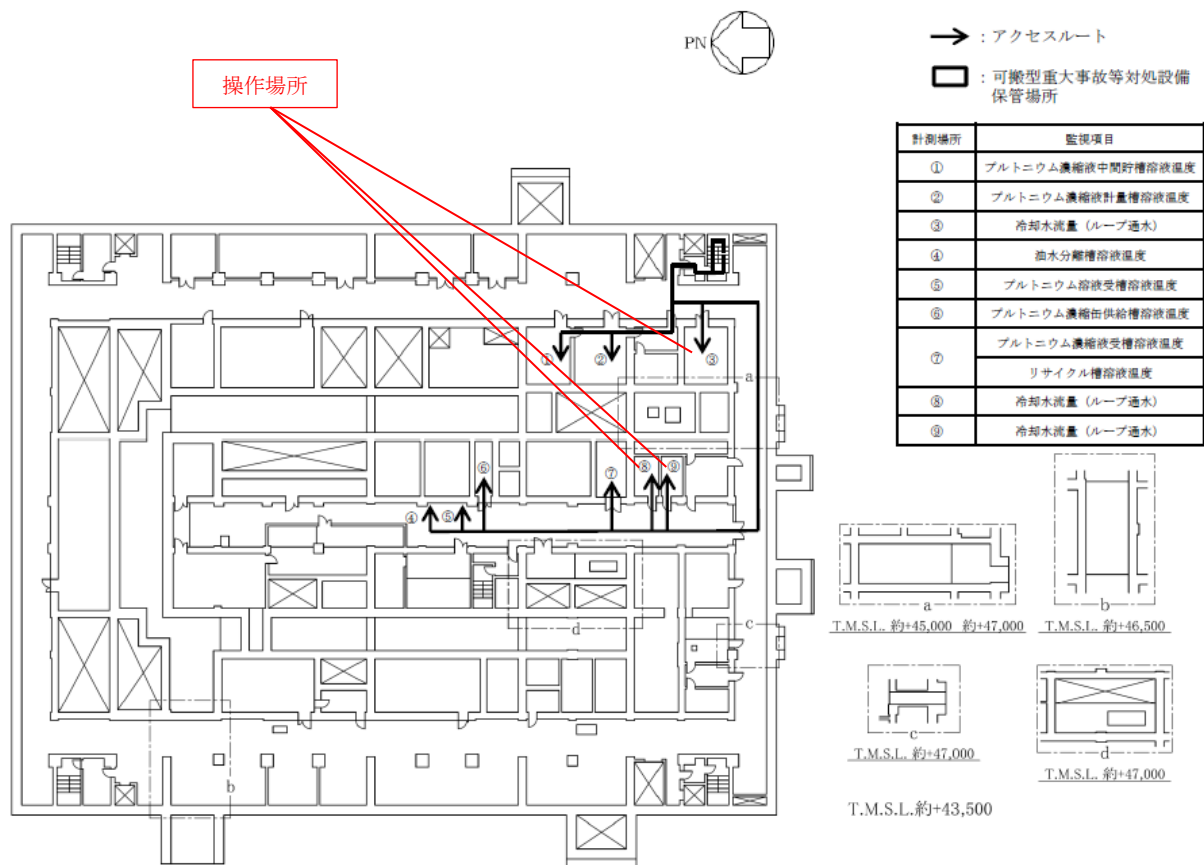 PN
→ : アクセスルート
: 可搬型重大事故等対処設備
保管場所
操作場所
計測場所 監視項目
① プルトニウム濃縮液中間貯槽溶液温度
② プルトニウム濃縮液計量槽溶液温度
③ 冷却水流量（ループ通水）
④ 油水分離槽溶液温度
⑤ プルトニウム溶液受槽溶液温度
⑥ プルトニウム濃縮缶供給槽溶液温度
⑦ プルトニウム濃縮液受槽溶液温度
リサイクル槽溶液温度
⑧ 冷却水流量（ループ通水）
⑨ 冷却水流量（ループ通水）
① ② ③
a
⑥ ⑦ ⑧ ⑨
④ ⑤
d
c
b
a
T.M.S.L. 約+45,000 約+47,000
b
T.M.S.L. 約+46,500
c
T.M.S.L. 約+47,000
d
T.M.S.L. 約+47,000
T.M.S.L.約+43,500